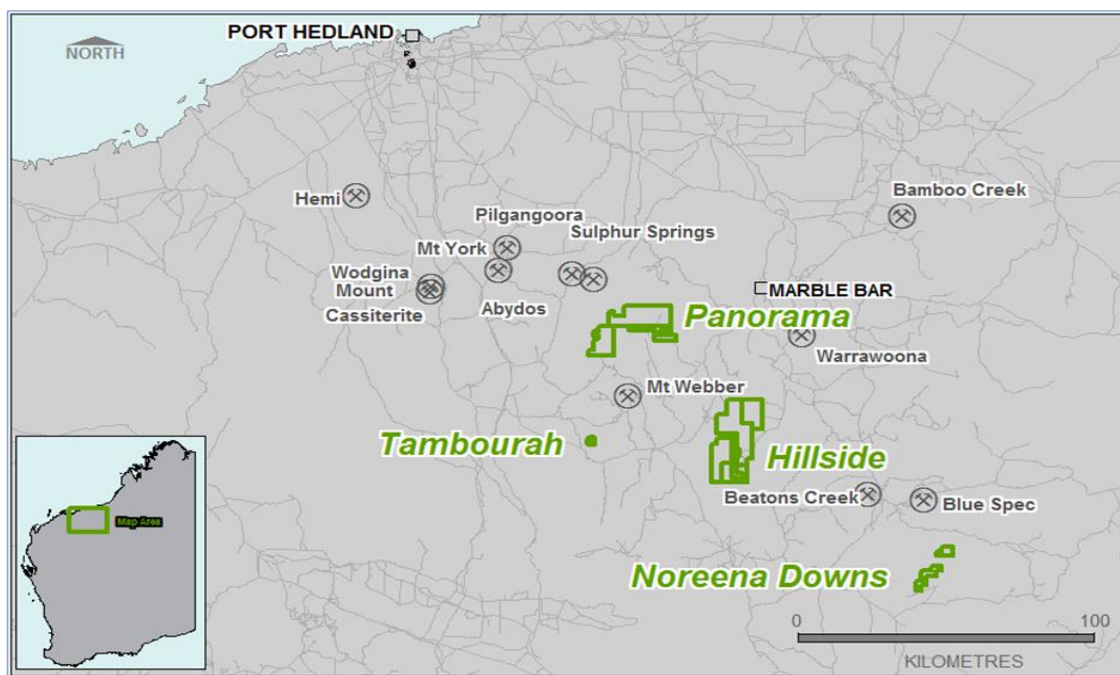 PORT HEDLAND
NORTH
Hemi
Bamboo Creek
Pilgangoora
Sulphur Springs
Mt York
Wodgina
Mount
Cassiterite
Abydos
MARBLE BAR
Panorama
Warrawoona
Mt Webber
Tambourah
Hillside
Beatons Creek
Blue Spec
Map Area
Noreena Downs
0
100
KILOMETRES